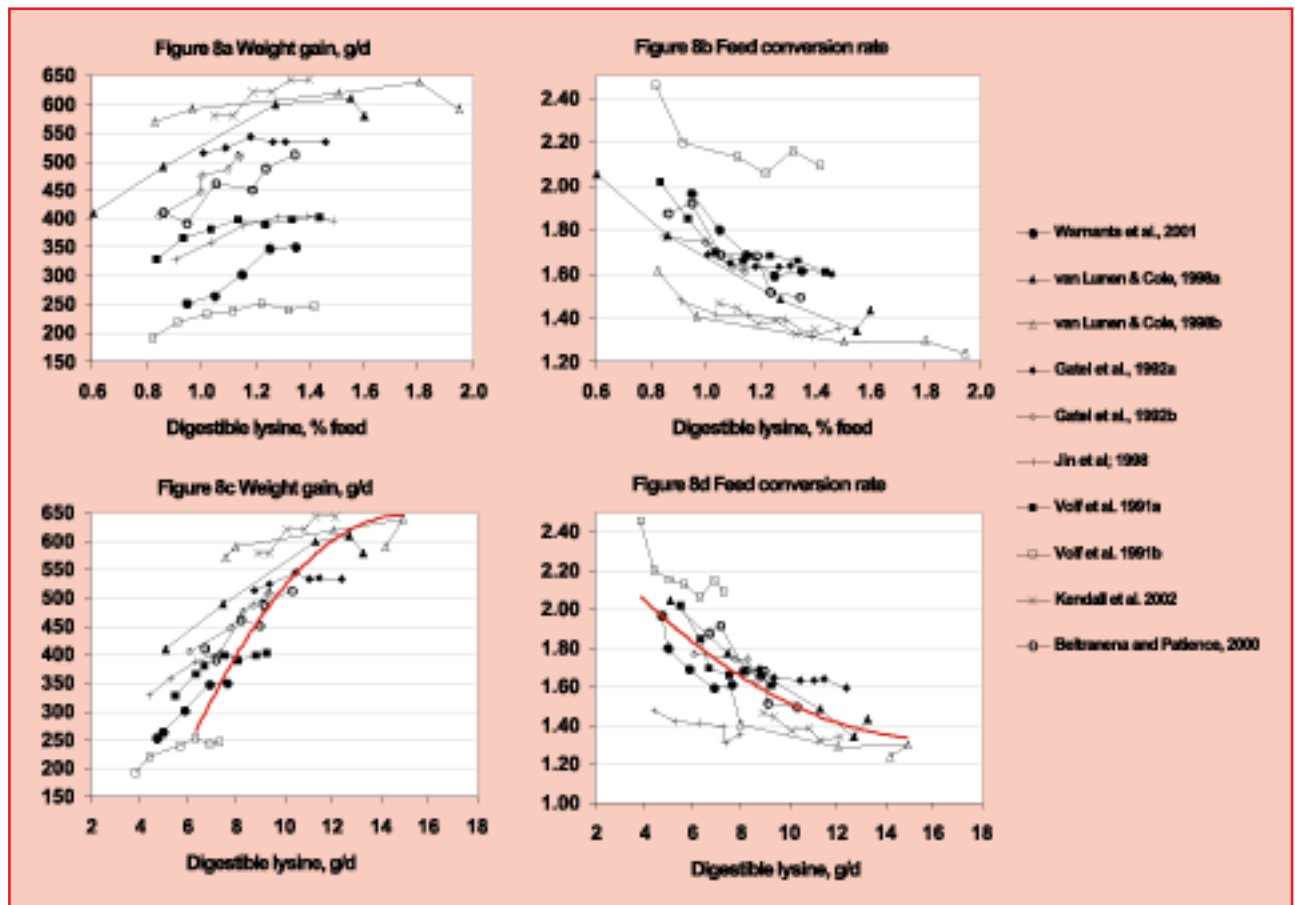 Figure 8a Weight gain, g/d
650
600
550
500
450
400
350
300
250
200
150
0.6 0.8 1.0 1.2 1.4 1.6 1.8 2.0
Digestible lysine, % feed
Figure 8b Feed conversion rate
2.40
2.20
2.00
1.80
1.60
1.40
1.20
0.6 0.8 1.0 1.2 1.4 1.6 1.8 2.0
Digestible lysine, % feed
Warnants et al., 2001
van Lunen & Cole, 1998a
van Lunen & Cole, 1998b
Gatel et al., 1992a
Gatel et al., 1992b
Jin et al; 1998
Volf et al. 1991a
Volf et al. 1991b
Kendall et al. 2002
Beltranena and Patience, 2000
Figure 8c Weight gain, g/d
650
600
550
500
450
400
350
300
250
200
150
2 4 6 8 10 12 14 16 18
Digestible lysine, g/d
Figure 8d Feed conversion rate
2.40
2.20
2.00
1.80
1.60
1.40
1.20
1.00
2 4 6 8 10 12 14 16 18
Digestible lysine, g/d